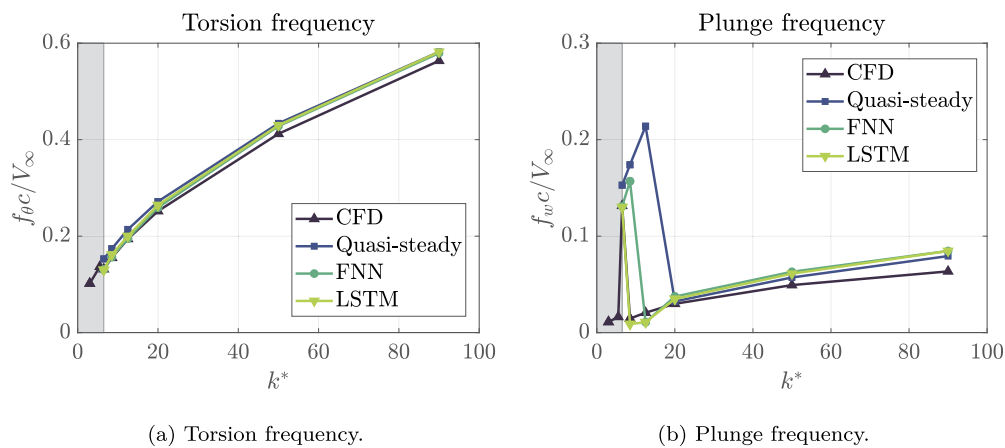 Torsion frequency
0.6
0.4
0.2
0
f_θ c/V_∞
0 20 40 60 80 100
k*
CFD
Quasi-steady
FNN
LSTM
(a) Torsion frequency.
Plunge frequency
0.3
0.2
0.1
0
f_w c/V_∞
0 20 40 60 80 100
k*
CFD
Quasi-steady
FNN
LSTM
(b) Plunge frequency.